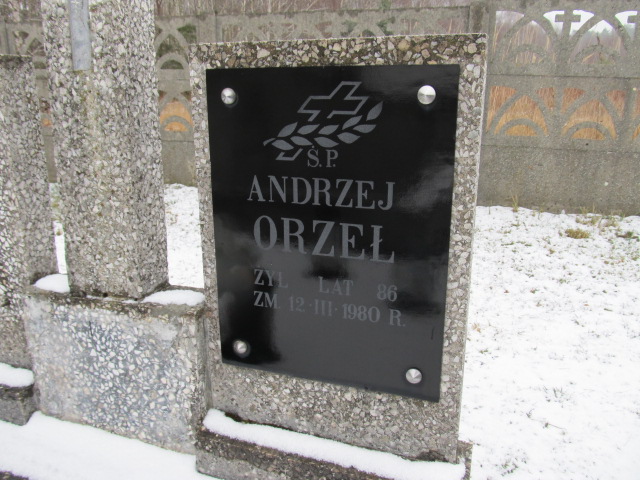 Ś.P.
ANDRZEJ
ORZEŁ
ŻYŁ LAT 86
ZM. 12·III·1980 R.